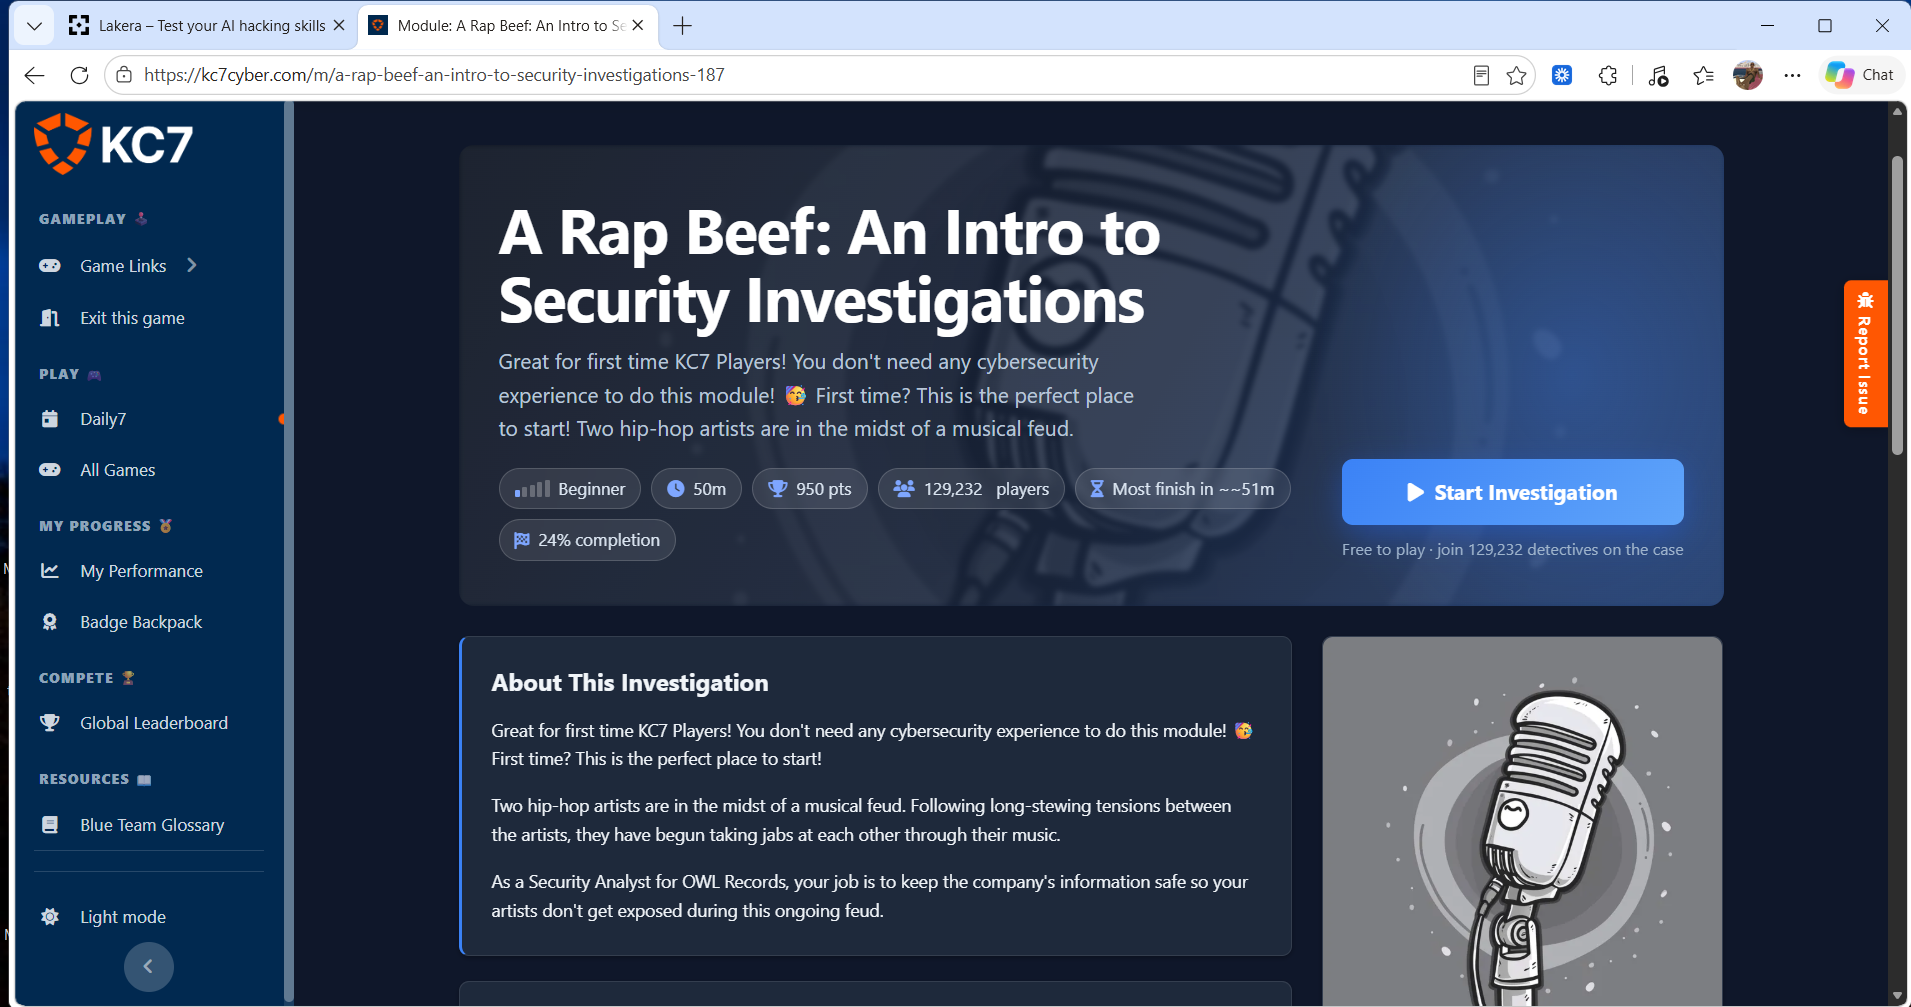 Lakera – Test your AI hacking skills
Module: A Rap Beef: An Intro to Se
https://kc7cyber.com/m/a-rap-beef-an-intro-to-security-investigations-187
Chat
KC7
GAMEPLAY
Game Links
Exit this game
PLAY
Daily7
All Games
MY PROGRESS
My Performance
Badge Backpack
COMPETE
Global Leaderboard
RESOURCES
Blue Team Glossary
Light mode
A Rap Beef: An Intro to
Security Investigations
Great for first time KC7 Players! You don't need any cybersecurity
experience to do this module! 🥳 First time? This is the perfect place
to start! Two hip-hop artists are in the midst of a musical feud.
Beginner
50m
950 pts
129,232 players
Most finish in ~~51m
24% completion
Start Investigation
Free to play · join 129,232 detectives on the case
Report Issue
About This Investigation
Great for first time KC7 Players! You don't need any cybersecurity experience to do this module! 🥳
First time? This is the perfect place to start!
Two hip-hop artists are in the midst of a musical feud. Following long-stewing tensions between
the artists, they have begun taking jabs at each other through their music.
As a Security Analyst for OWL Records, your job is to keep the company's information safe so your
artists don't get exposed during this ongoing feud.